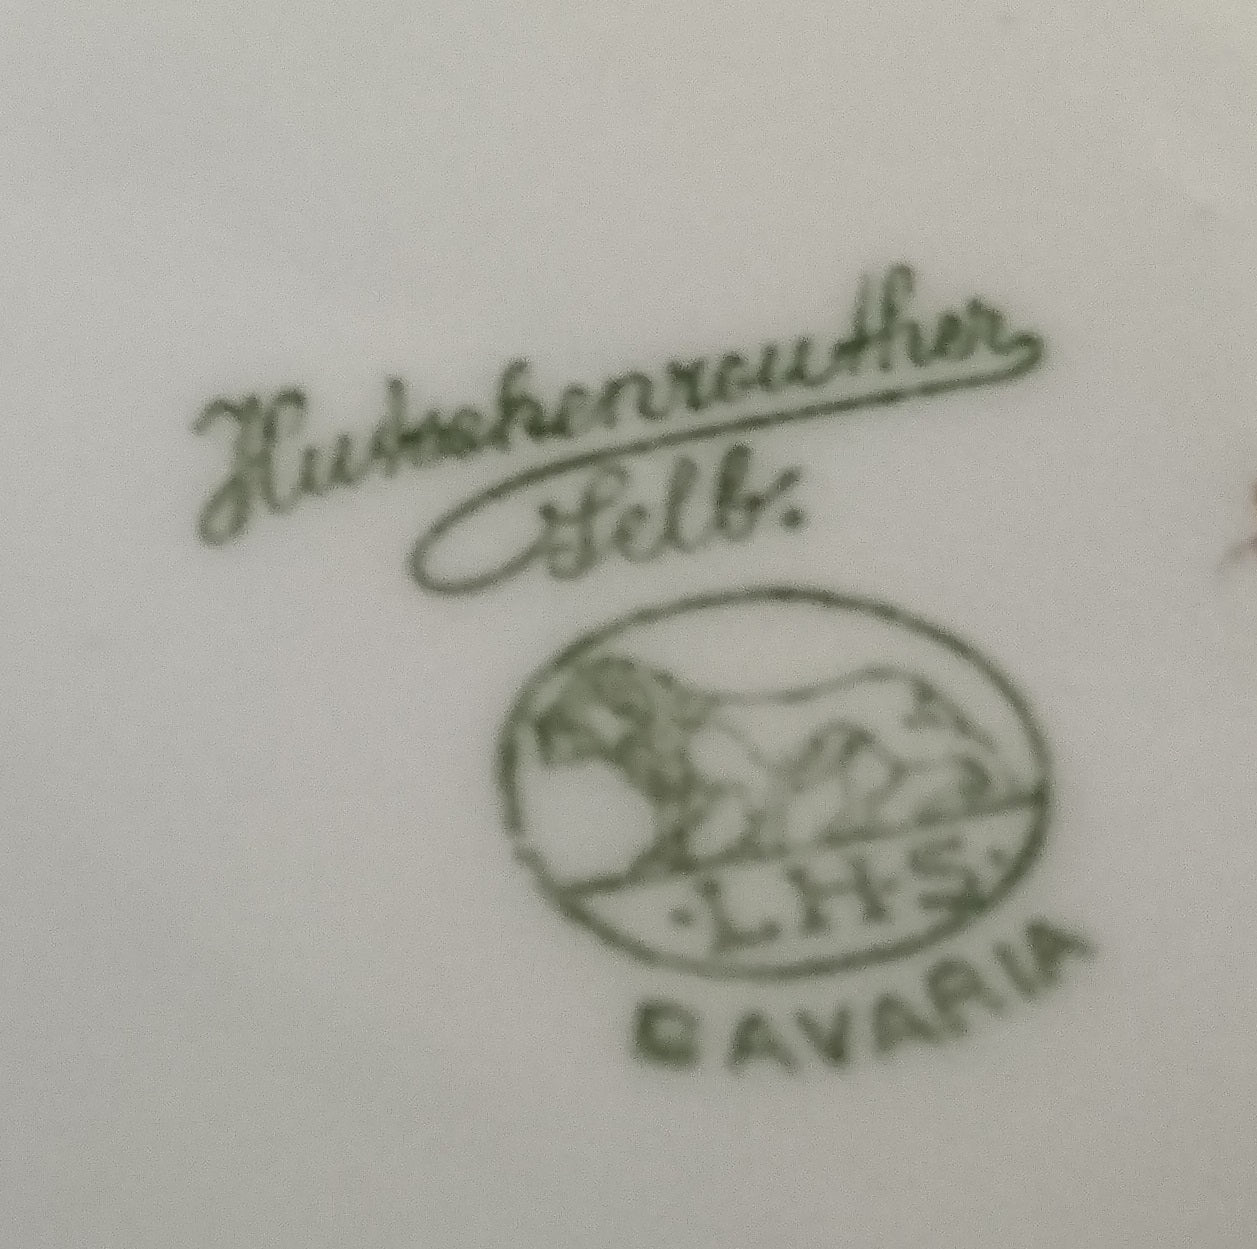 Hutschenreuther
Selb.
·L·H·S·
BAVARIA